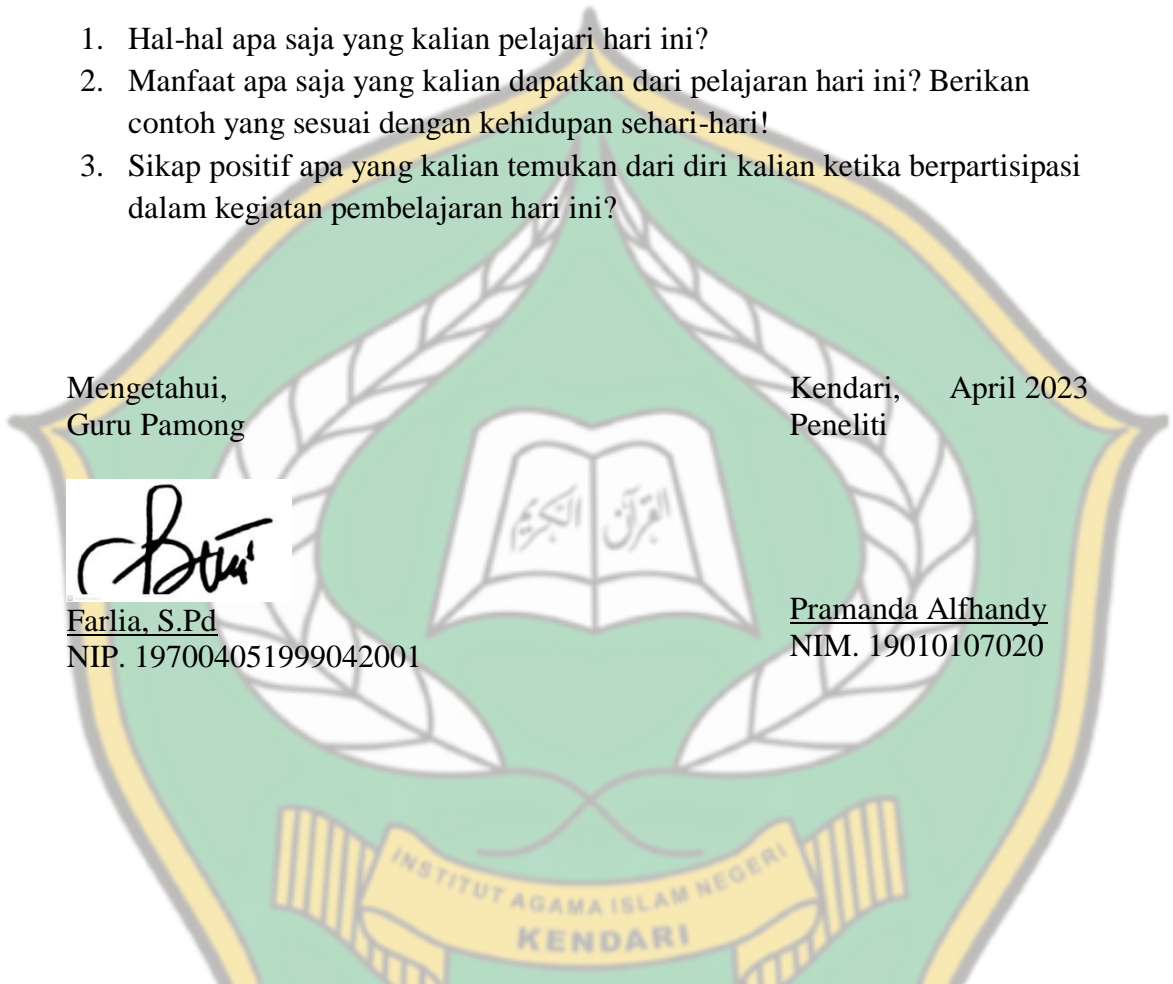 1. Hal-hal apa saja yang kalian pelajari hari ini?
2. Manfaat apa saja yang kalian dapatkan dari pelajaran hari ini? Berikan
contoh yang sesuai dengan kehidupan sehari-hari!
3. Sikap positif apa yang kalian temukan dari diri kalian ketika berpartisipasi
dalam kegiatan pembelajaran hari ini?
Mengetahui,
Guru Pamong
Kendari, April 2023
Peneliti
القرآن الكريم
Farlia, S.Pd
NIP. 197004051999042001
Pramanda Alfhandy
NIM. 19010107020
INSTITUT AGAMA ISLAM NEGERI
KENDARI